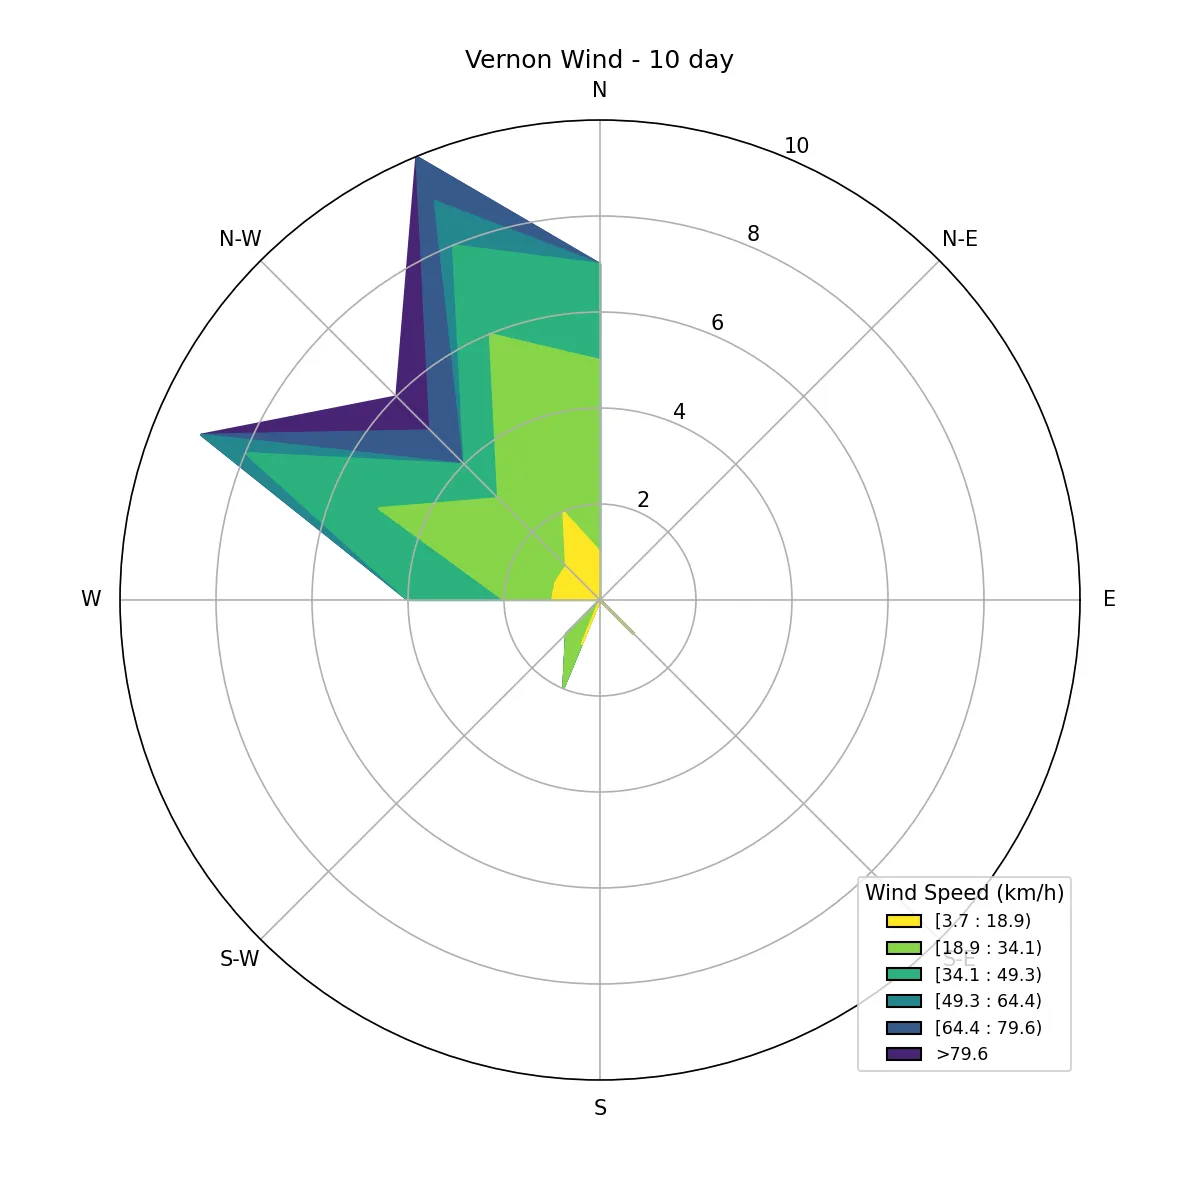 Vernon Wind - 10 day
N
10
N-W
N-E
8
6
4
2
W
E
Wind Speed (km/h)
[3.7 : 18.9)
[18.9 : 34.1)
S-W
S-E
[34.1 : 49.3)
[49.3 : 64.4)
[64.4 : 79.6)
>79.6
S